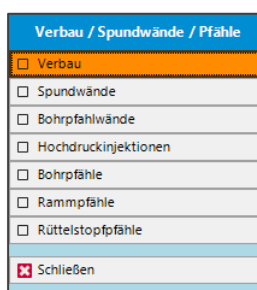 Verbau / Spundwände / Pfähle
Verbau
Spundwände
Bohrpfahlwände
Hochdruckinjektionen
Bohrpfähle
Rammpfähle
Rüttelstopfpfähle
Schließen